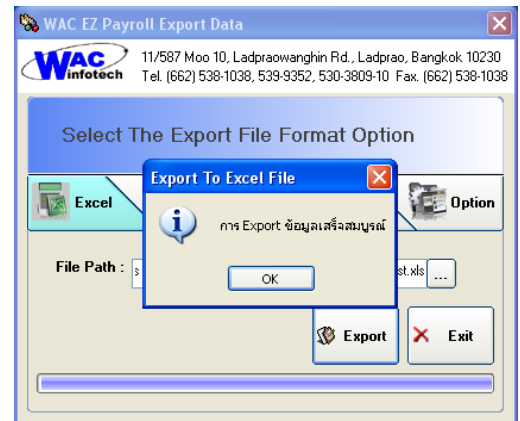 WAC EZ Payroll Export Data
WAC
infotech
11/587 Moo 10, Ladpraowanghin Rd., Ladprao, Bangkok 10230
Tel. (662) 538-1038, 539-9352, 530-3809-10 Fax. (662) 538-1038
Select The Export File Format Option
Export To Excel File
Excel
Option
การ Export ข้อมูลเสร็จสมบูรณ์
OK
File Path :
s
st.xls ...
Export
Exit